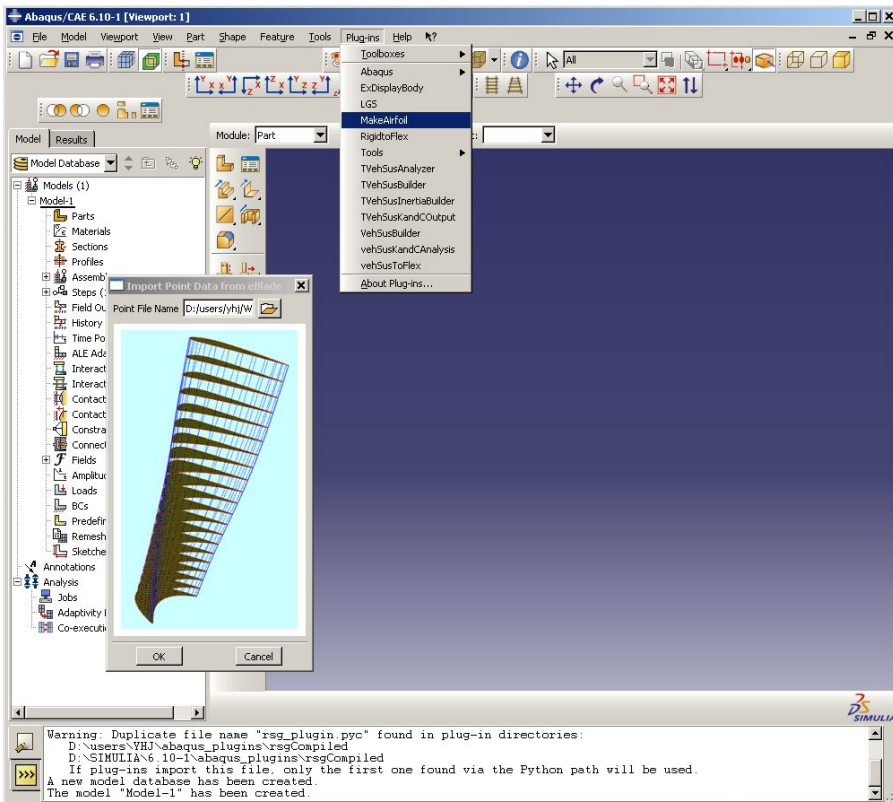 Abaqus/CAE 6.10-1 [Viewport: 1]
File Model Viewport View Part Shape Feature Tools Plug-ins Help
All
Toolboxes
Abaqus
ExDisplayBody
LGS
MakeAirfoil
RigidtoFlex
Tools
TVehSusAnalyzer
TVehSusBuilder
TVehSusInertiaBuilder
TVehSusKandCOutput
VehSusBuilder
vehSusKandCAnalysis
vehSusToFlex
About Plug-ins...
Model Results
Module: Part
Model Database
Models (1)
Model-1
Parts
Materials
Sections
Profiles
Assemb
Steps (
Field Ou
History
Time Po
ALE Ada
Interact
Interact
Contact
Contact
Constra
Connect
Fields
Amplitud
Loads
BCs
Predefin
Remesh
Sketche
Annotations
Analysis
Jobs
Adaptivity
Co-executi
Import Point Data from eBlade
Point File Name D:/users/yhj/W
OK Cancel
SIMULIA
Warning: Duplicate file name "rsg_plugin.pyc" found in plug-in directories:
D:\users\YHJ\abaqus_plugins\rsgCompiled
D:\SIMULIA\6.10-1\abaqus_plugins\rsgCompiled
If plug-ins import this file, only the first one found via the Python path will be used.
A new model database has been created.
The model "Model-1" has been created.